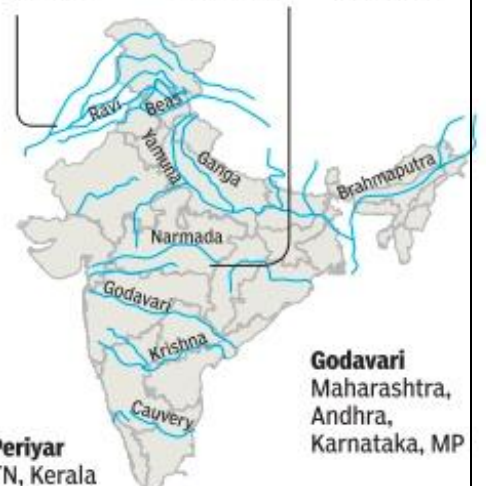 Ravi
Beas
Yamuna
Ganga
Brahmaputra
Narmada
Godavari
Krishna
Cauvery
Godavari
Maharashtra,
Andhra,
Karnataka, MP
Periyar
TN, Kerala